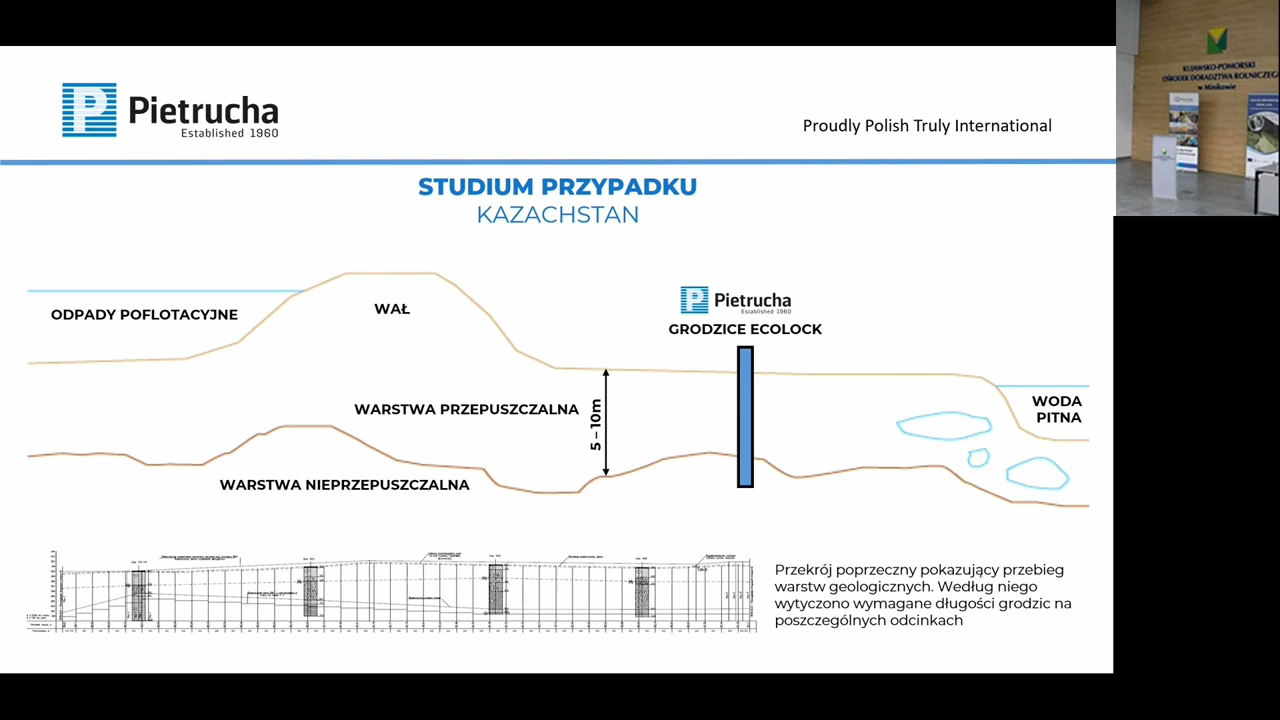 Pietrucha
Established 1960
Proudly Polish Truly International
KUJAWSKO-POMORSKI
OŚRODEK DORADZTWA ROLNICZEGO
w Minikowie
STUDIUM PRZYPADKU
KAZACHSTAN
ODPADY POFLOTACYJNE
WAŁ
Pietrucha
Established 1960
GRODZICE ECOLOCK
WARSTWA PRZEPUSZCZALNA
5 – 10m
WODA
PITNA
WARSTWA NIEPRZEPUSZCZALNA
Przekrój poprzeczny pokazujący przebieg
warstw geologicznych. Według niego
wytyczono wymagane długości grodzic na
poszczególnych odcinkach